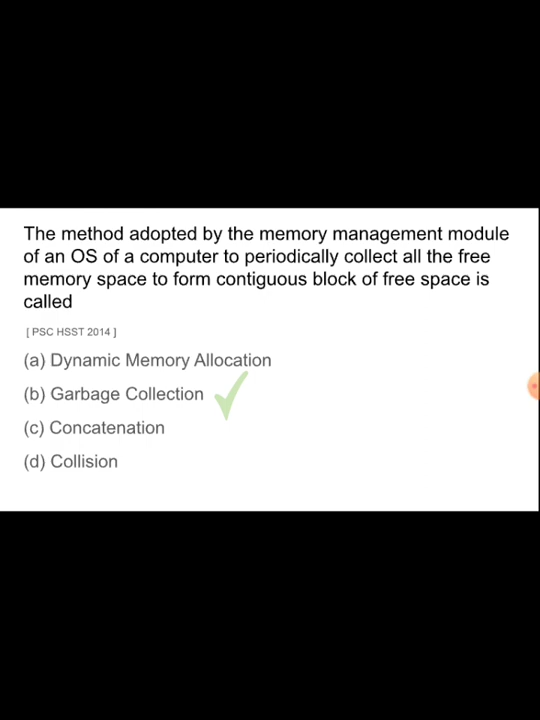 The method adopted by the memory management module
of an OS of a computer to periodically collect all the free
memory space to form contiguous block of free space is
called
[ PSC HSST 2014 ]
(a) Dynamic Memory Allocation
(b) Garbage Collection
(c) Concatenation
(d) Collision